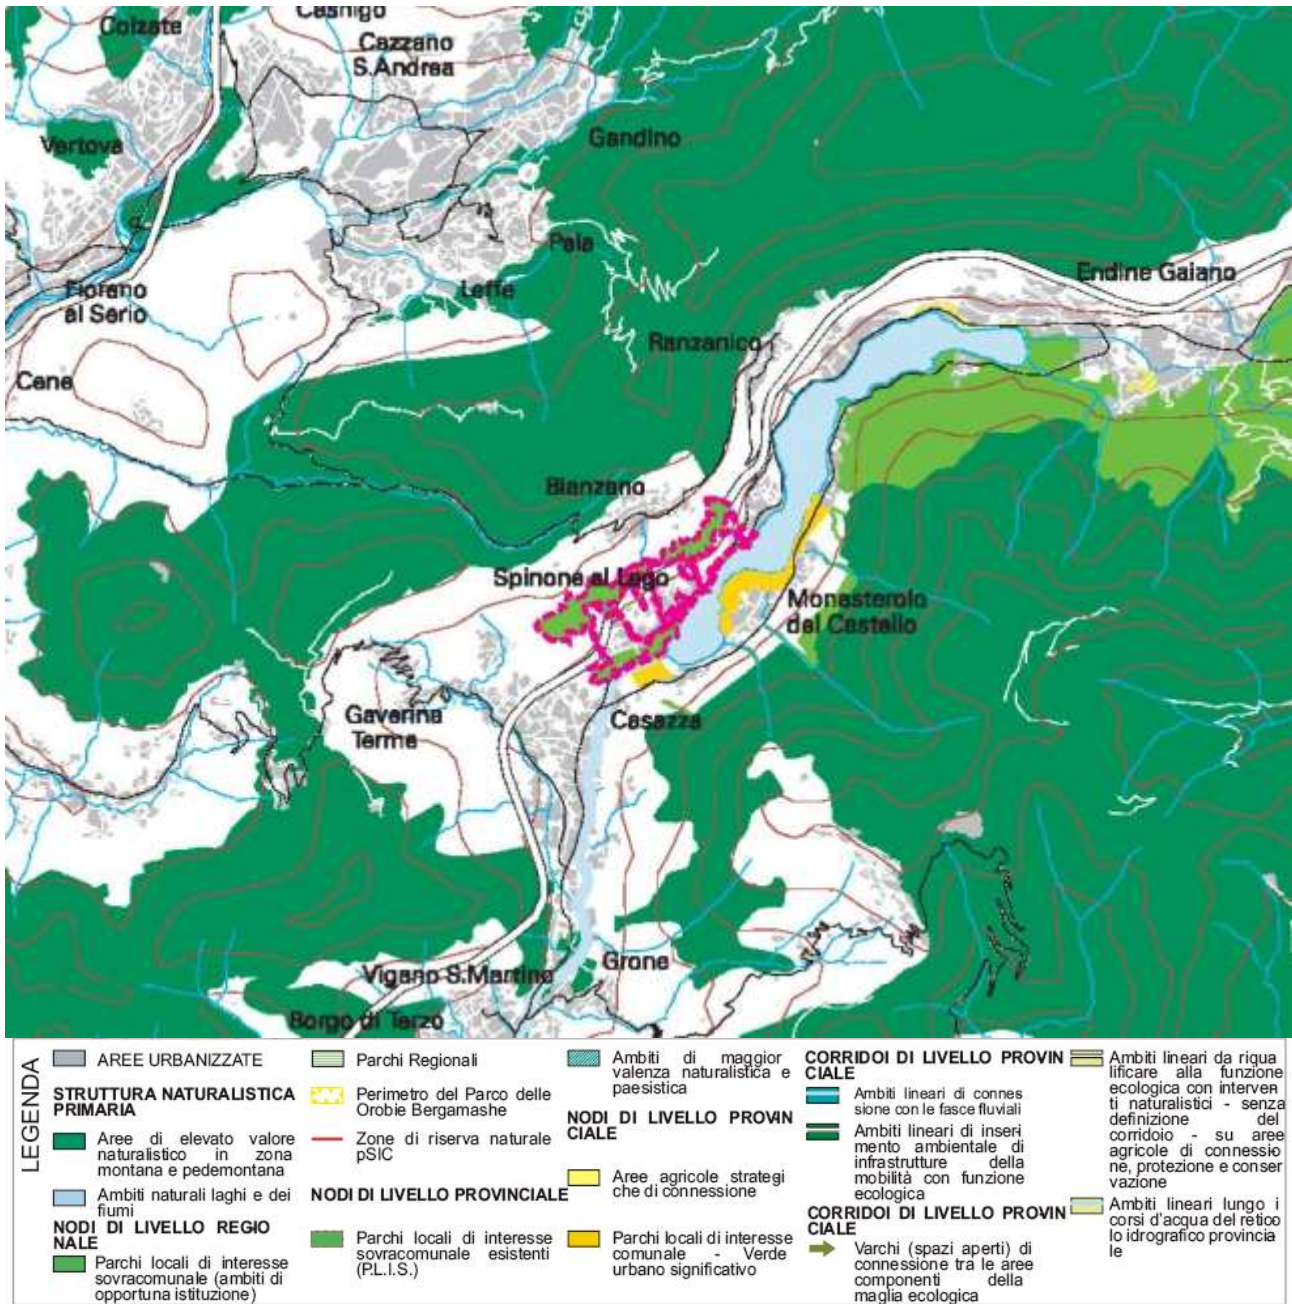 Casnigo
Colzate
Cazzano
S.Andrea
Vertova
Gandino
Peia
Endine Gaiano
Fiorano
al Serio
Leffe
Ranzanico
Cene
Bianzano
Spinone al Lago
Monasterolo
del Castello
Gaverina
Terme
Casazza
Vigano S.Martino
Grone
Borgo di Terzo
LEGENDA
AREE URBANIZZATE
STRUTTURA NATURALISTICA
PRIMARIA
Aree di elevato valore
naturalistico in zona
montana e pedemontana
Ambiti naturali laghi e dei
fiumi
NODI DI LIVELLO REGIO
NALE
Parchi locali di interesse
sovracomunale (ambiti di
opportuna istituzione)
Parchi Regionali
Perimetro del Parco delle
Orobie Bergamashe
Zone di riserva naturale
pSIC
NODI DI LIVELLO PROVINCIALE
Parchi locali di interesse
sovracomunale esistenti
(P.L.I.S.)
Ambiti di maggior
valenza naturalistica e
paesistica
NODI DI LIVELLO PROVIN
CIALE
Aree agricole strategi
che di connessione
Parchi locali di interesse
comunale - Verde
urbano significativo
CORRIDOI DI LIVELLO PROVIN
CIALE
Ambiti lineari di connes
sione con le fasce fluviali
Ambiti lineari di inseri
mento ambientale di
infrastrutture della
mobilità con funzione
ecologica
CORRIDOI DI LIVELLO PROVIN
CIALE
Varchi (spazi aperti) di
connessione tra le aree
componenti della
maglia ecologica
Ambiti lineari da riqua
lificare alla funzione
ecologica con interven
ti naturalistici - senza
definizione del
corridoio - su aree
agricole di connessio
ne, protezione e conser
vazione
Ambiti lineari lungo i
corsi d'acqua del retico
lo idrografico provincia
le